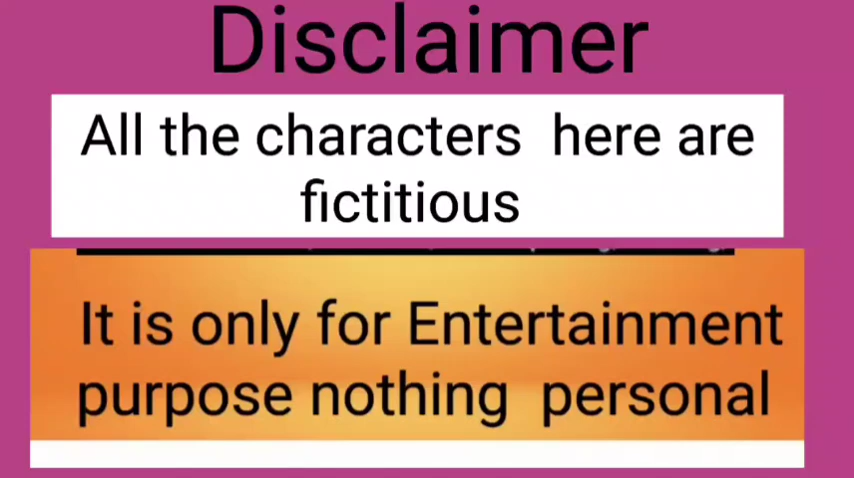 Disclaimer
All the characters here are
fictitious
It is only for Entertainment
purpose nothing personal